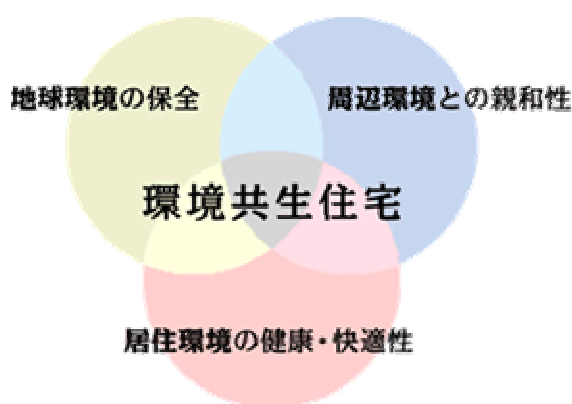 地球環境の保全
周辺環境との親和性
環境共生住宅
居住環境の健康・快適性